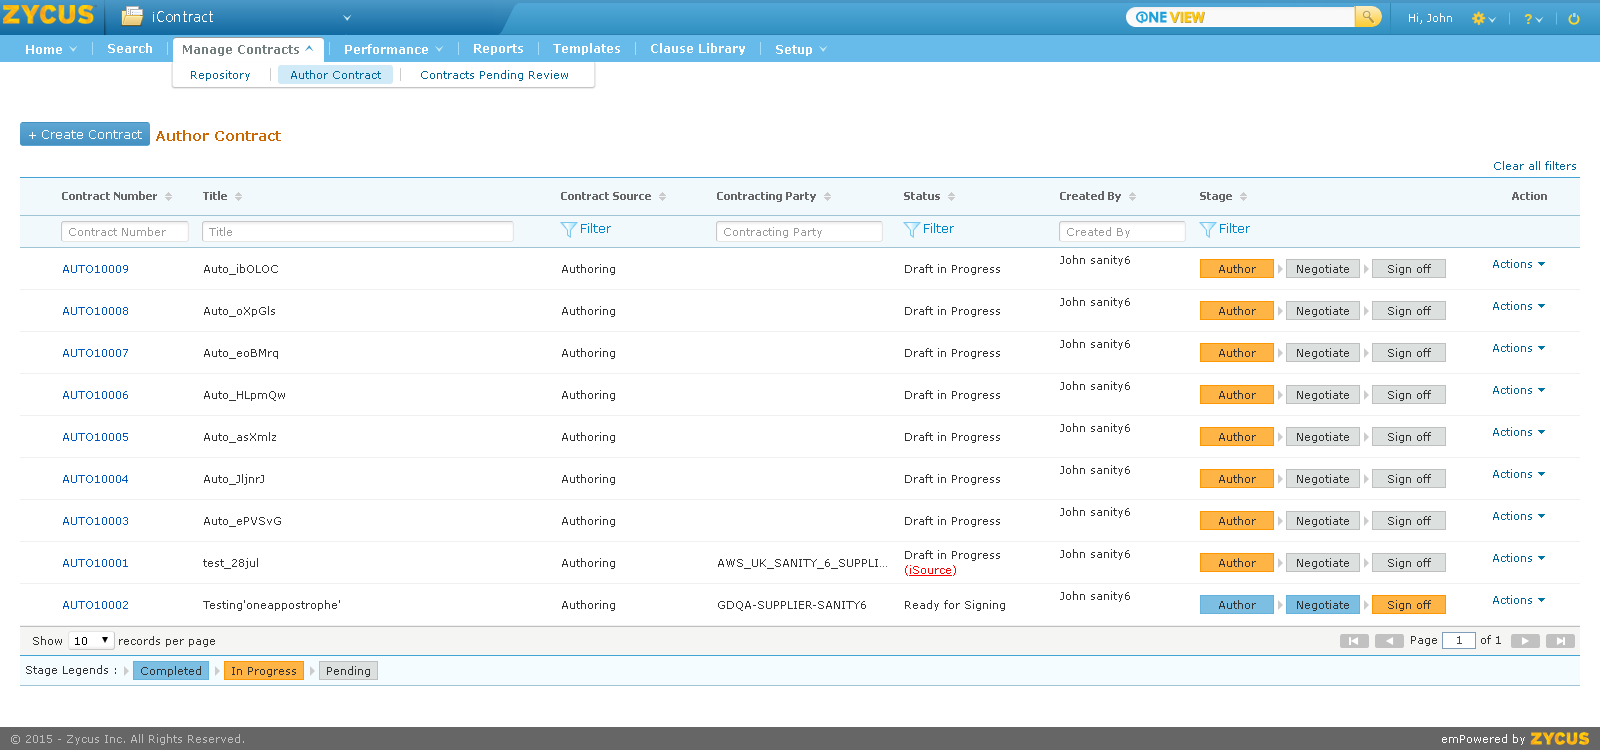 ZYCUS iContract ONE VIEW Hi, John ?
Home Search Manage Contracts Performance Reports Templates Clause Library Setup
Repository Author Contract Contracts Pending Review
+ Create Contract Author Contract
Clear all filters
Contract Number Title Contract Source Contracting Party Status Created By Stage Action
Contract Number Title Filter Contracting Party Filter Created By Filter
AUTO10009 Auto_ibOLOC Authoring Draft in Progress John sanity6 Author Negotiate Sign off Actions
AUTO10008 Auto_oXpGls Authoring Draft in Progress John sanity6 Author Negotiate Sign off Actions
AUTO10007 Auto_eoBMrq Authoring Draft in Progress John sanity6 Author Negotiate Sign off Actions
AUTO10006 Auto_HLpmQw Authoring Draft in Progress John sanity6 Author Negotiate Sign off Actions
AUTO10005 Auto_asXmlz Authoring Draft in Progress John sanity6 Author Negotiate Sign off Actions
AUTO10004 Auto_JljnrJ Authoring Draft in Progress John sanity6 Author Negotiate Sign off Actions
AUTO10003 Auto_ePVSvG Authoring Draft in Progress John sanity6 Author Negotiate Sign off Actions
AUTO10001 test_28jul Authoring AWS_UK_SANITY_6_SUPPLI... Draft in Progress John sanity6 Author Negotiate Sign off Actions
(iSource)
AUTO10002 Testing'oneappostrophe' Authoring GDQA-SUPPLIER-SANITY6 Ready for Signing John sanity6 Author Negotiate Sign off Actions
Show 10 records per page Page 1 of 1
Stage Legends : Completed In Progress Pending
© 2015 - Zycus Inc. All Rights Reserved. emPowered by ZYCUS